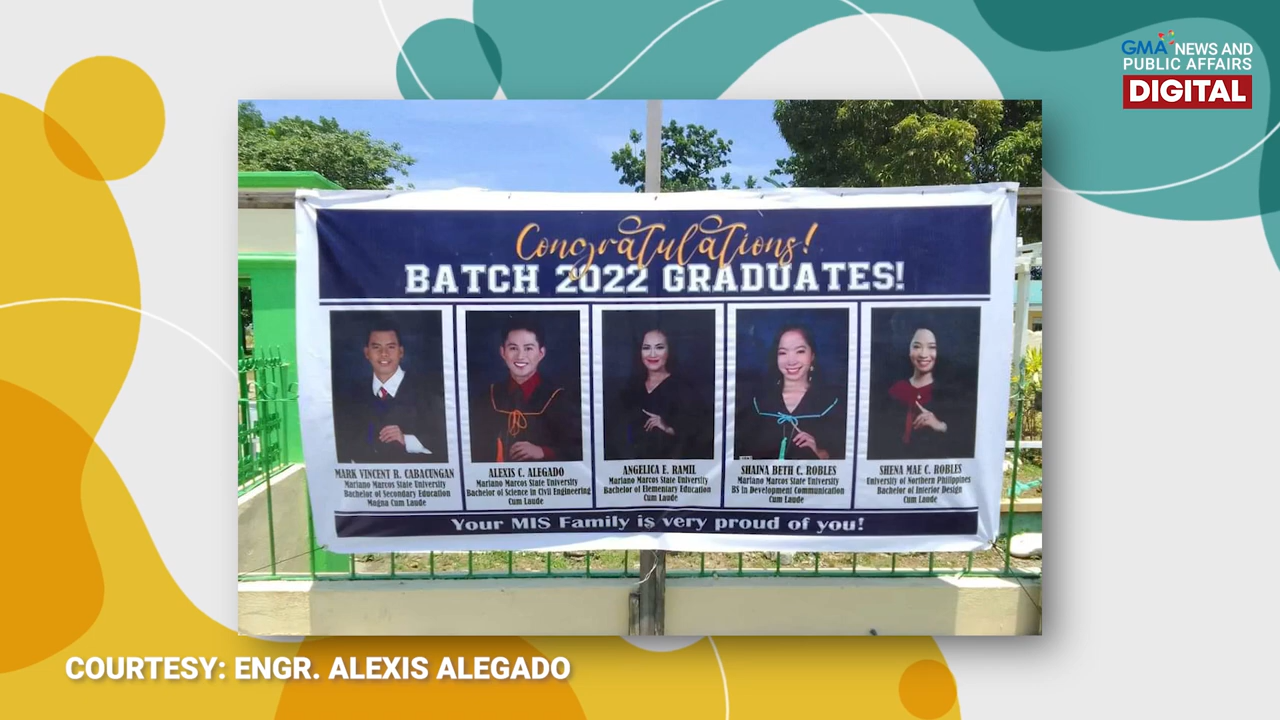 GMA NEWS AND
PUBLIC AFFAIRS
DIGITAL
Congratulations!
BATCH 2022 GRADUATES!
MARK VINCENT R. CABACUNGAN
Mariano Marcos State University
Bachelor of Secondary Education
Magna Cum Laude
ALEXIS C. ALEGADO
Mariano Marcos State University
Bachelor of Science in Civil Engineering
Cum Laude
ANGELICA E. RAMIL
Mariano Marcos State University
Bachelor of Elementary Education
Cum Laude
SHAINA BETH C. ROBLES
Mariano Marcos State University
BS in Development Communication
Cum Laude
SHENA MAE C. ROBLES
University of Northern Philippines
Bachelor of Interior Design
Cum Laude
Your MIS Family is very proud of you!
COURTESY: ENGR. ALEXIS ALEGADO